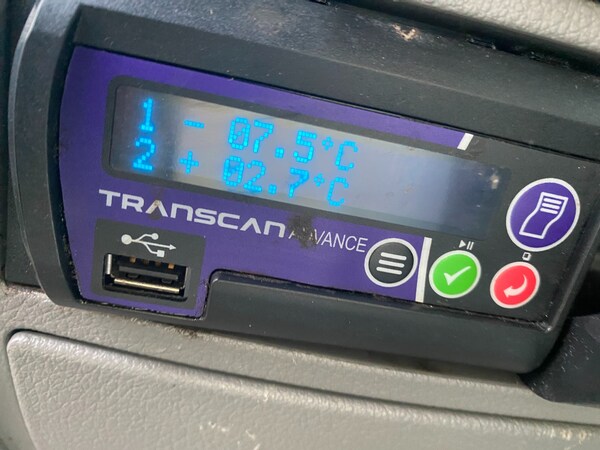 1 - 07.5°C
2 + 02.7°C
TRANSCAN ADVANCE